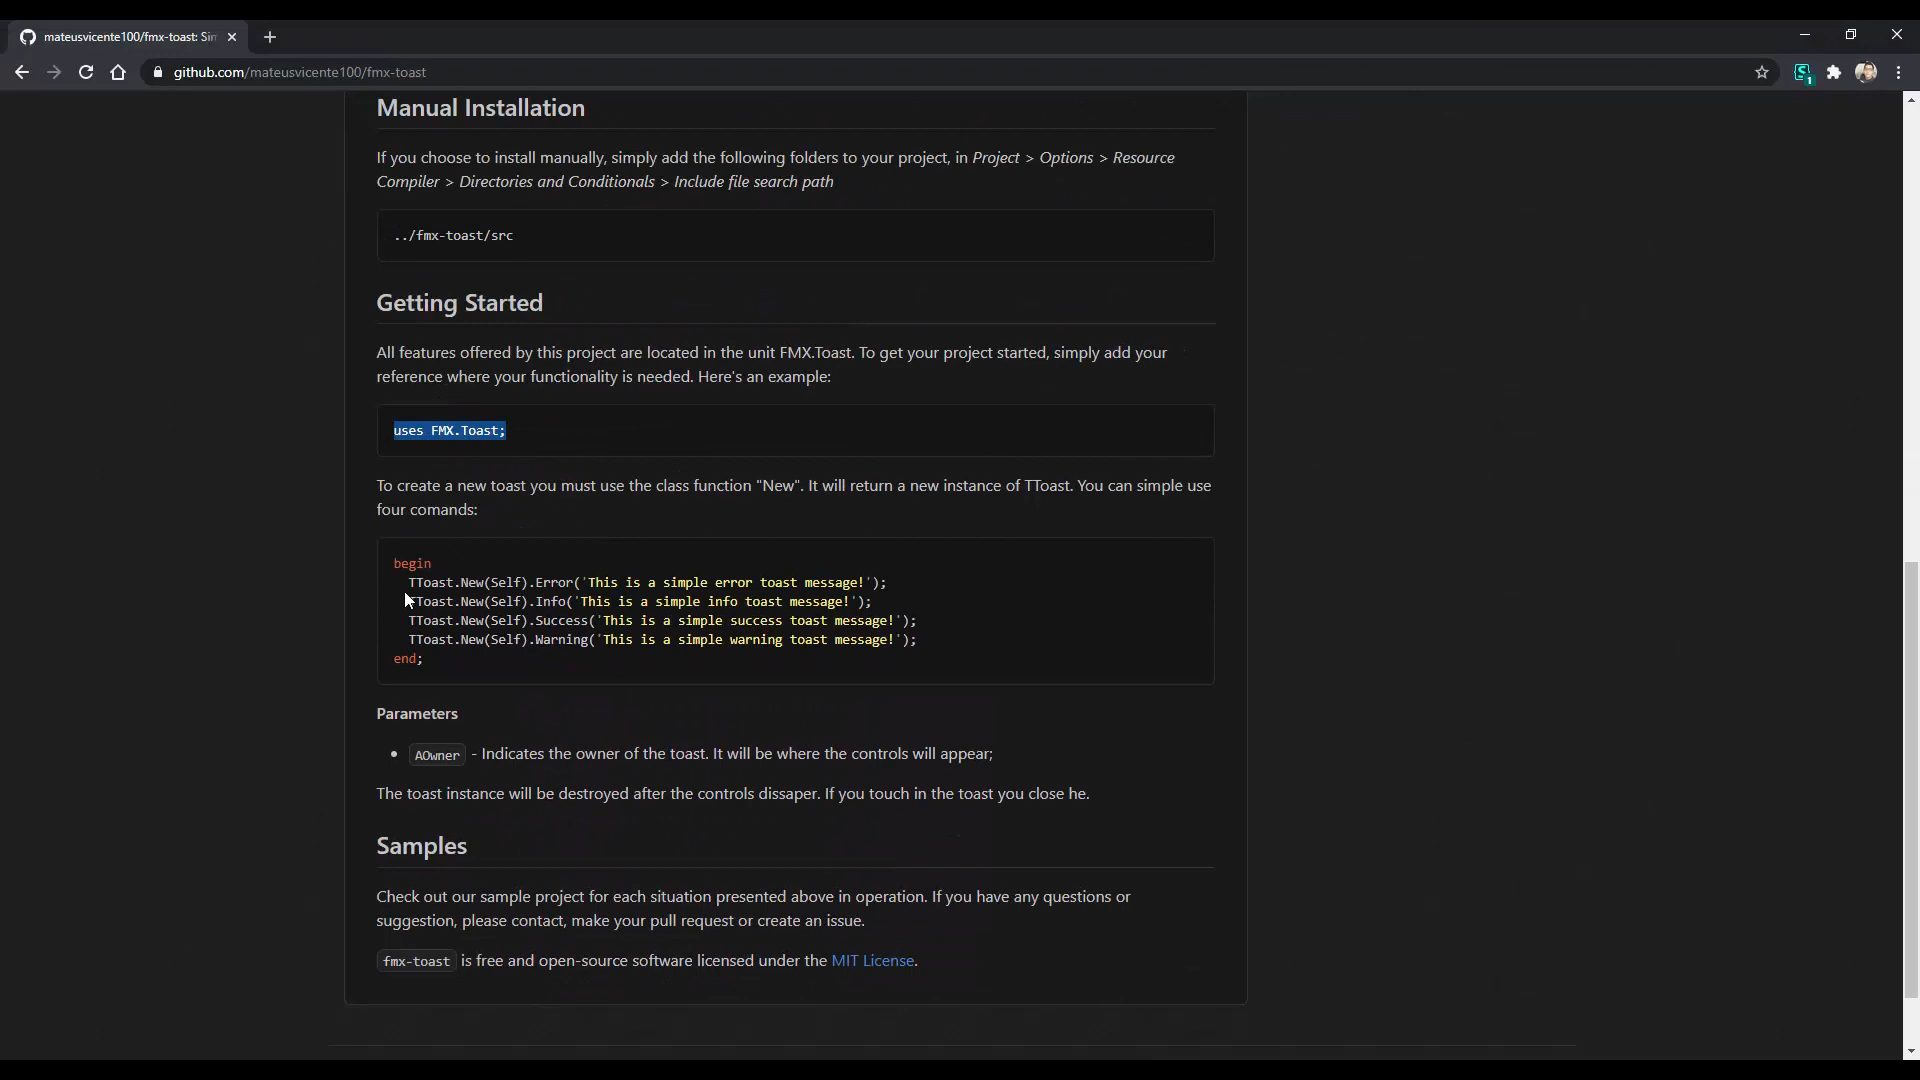 mateusvicente100/fmx-toast: Sim
github.com/mateusvicente100/fmx-toast
1
Manual Installation
If you choose to install manually, simply add the following folders to your project, in Project > Options > Resource
Compiler > Directories and Conditionals > Include file search path
../fmx-toast/src
Getting Started
All features offered by this project are located in the unit FMX.Toast. To get your project started, simply add your
reference where your functionality is needed. Here's an example:
uses FMX.Toast;
To create a new toast you must use the class function "New". It will return a new instance of TToast. You can simple use
four comands:
begin
TToast.New(Self).Error('This is a simple error toast message!');
TToast.New(Self).Info('This is a simple info toast message!');
TToast.New(Self).Success('This is a simple success toast message!');
TToast.New(Self).Warning('This is a simple warning toast message!');
end;
Parameters
• AOwner - Indicates the owner of the toast. It will be where the controls will appear;
The toast instance will be destroyed after the controls dissaper. If you touch in the toast you close he.
Samples
Check out our sample project for each situation presented above in operation. If you have any questions or
suggestion, please contact, make your pull request or create an issue.
fmx-toast is free and open-source software licensed under the MIT License.